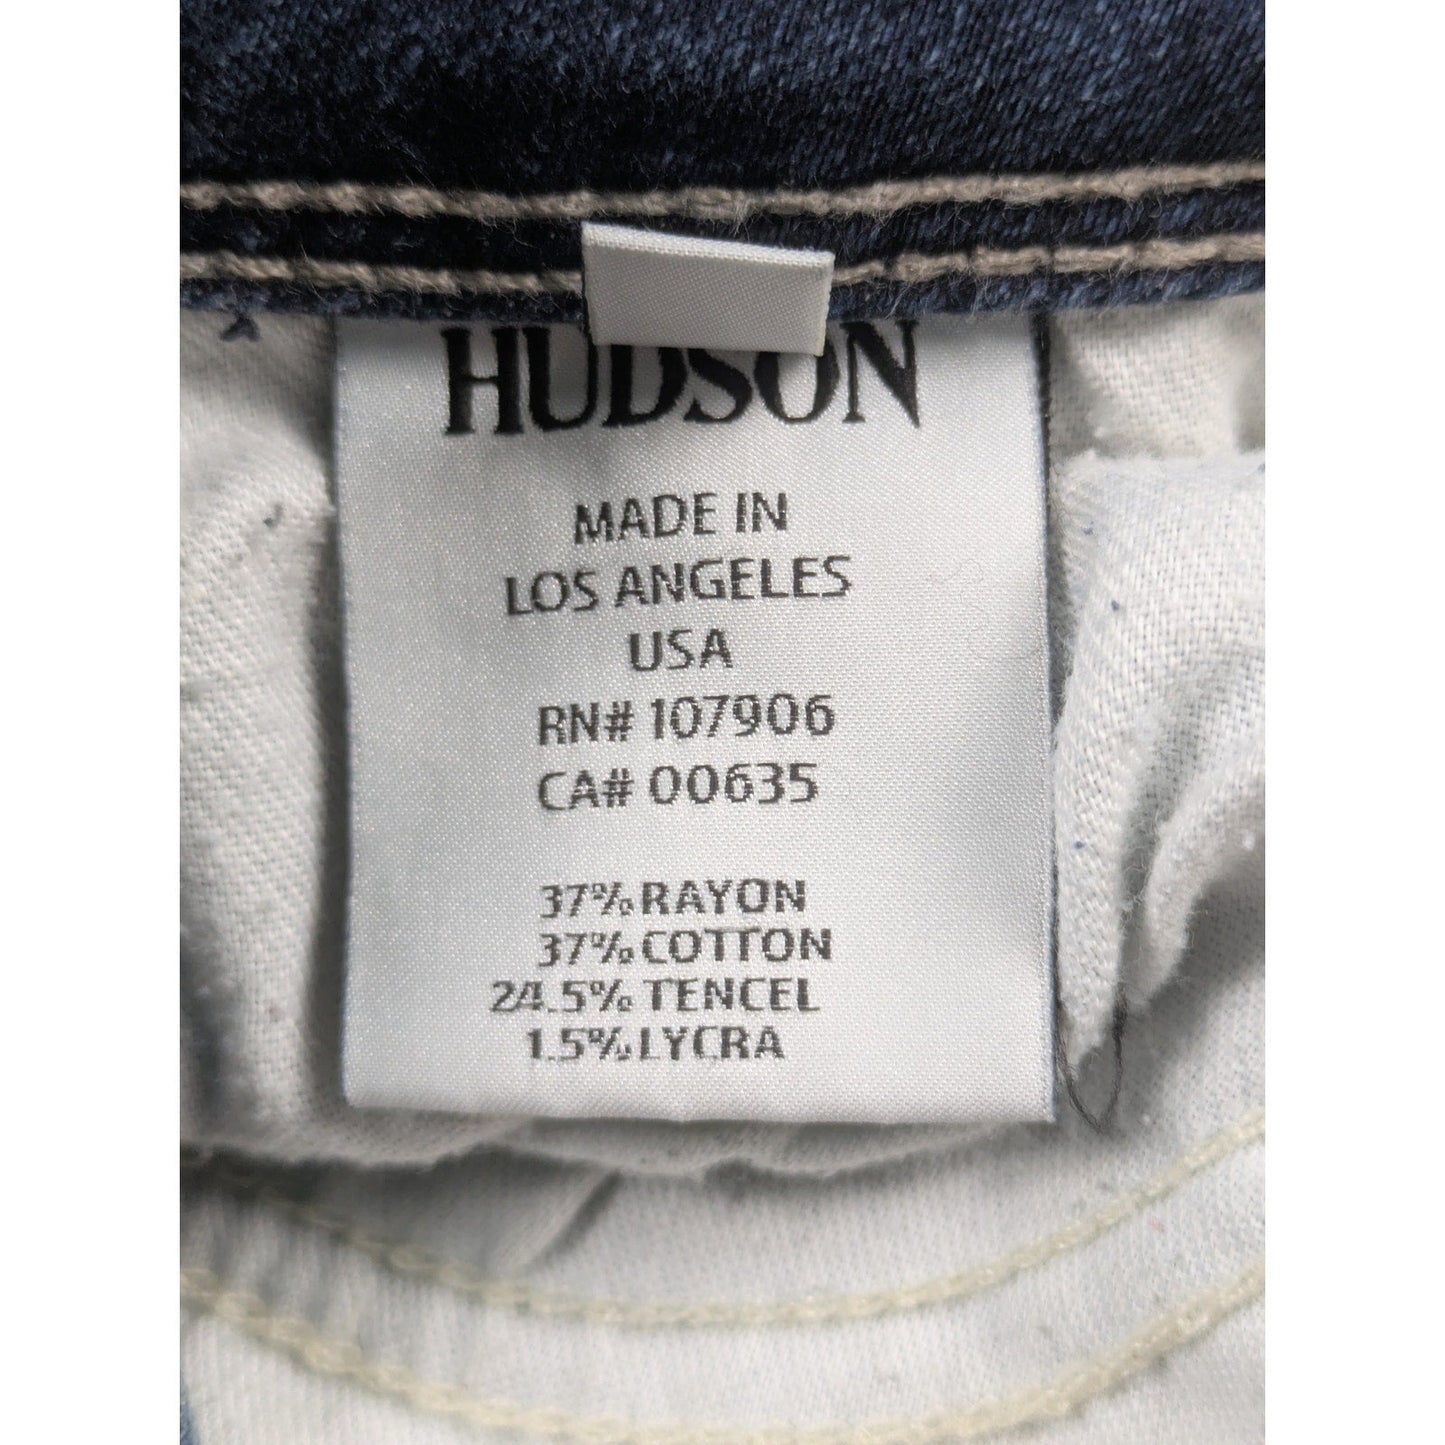 HUDSON
MADE IN
LOS ANGELES
USA
RN# 107906
CA# 00635
37% RAYON
37% COTTON
24.5% TENCEL
1.5% LYCRA